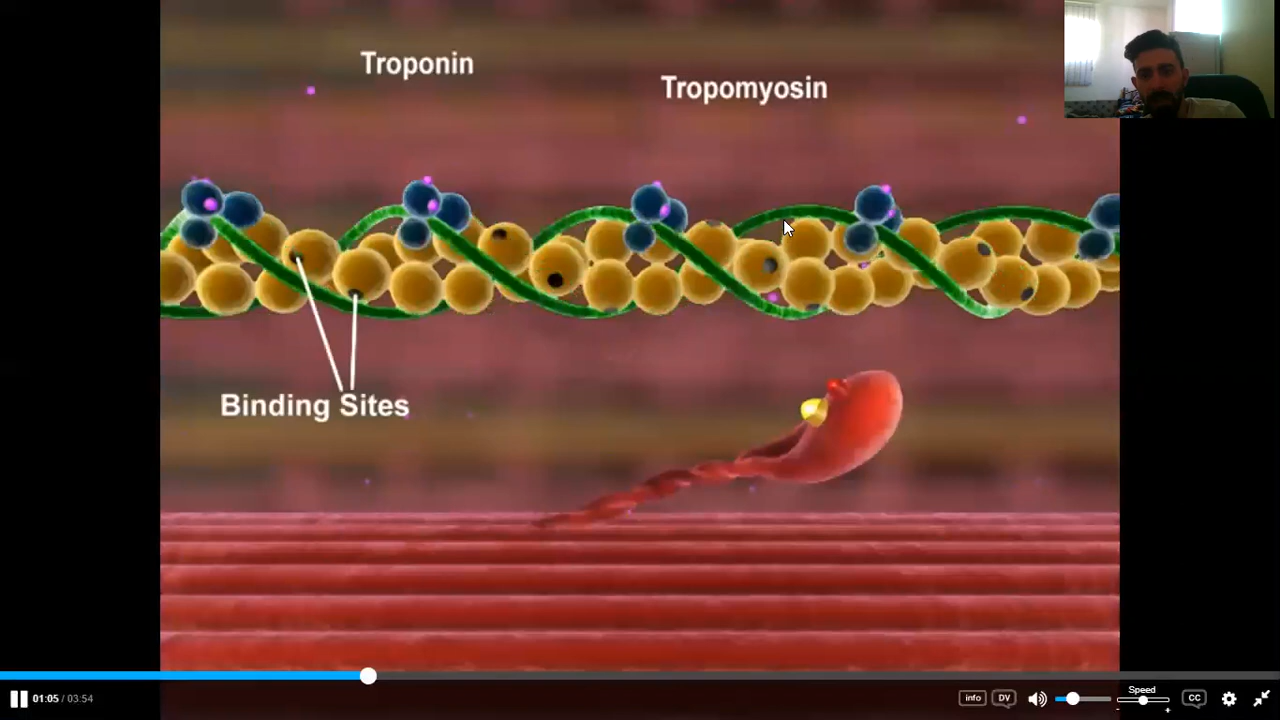 Troponin
Tropomyosin
Binding Sites
01:05 / 03:54
info
DV
Speed
- +
CC